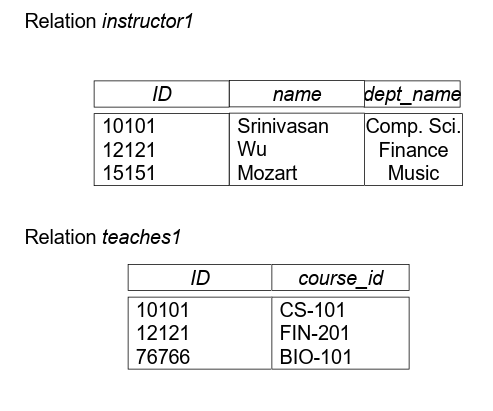 Relation instructor1
ID name dept_name
10101 Srinivasan Comp. Sci.
12121 Wu Finance
15151 Mozart Music
Relation teaches1
ID course_id
10101 CS-101
12121 FIN-201
76766 BIO-101